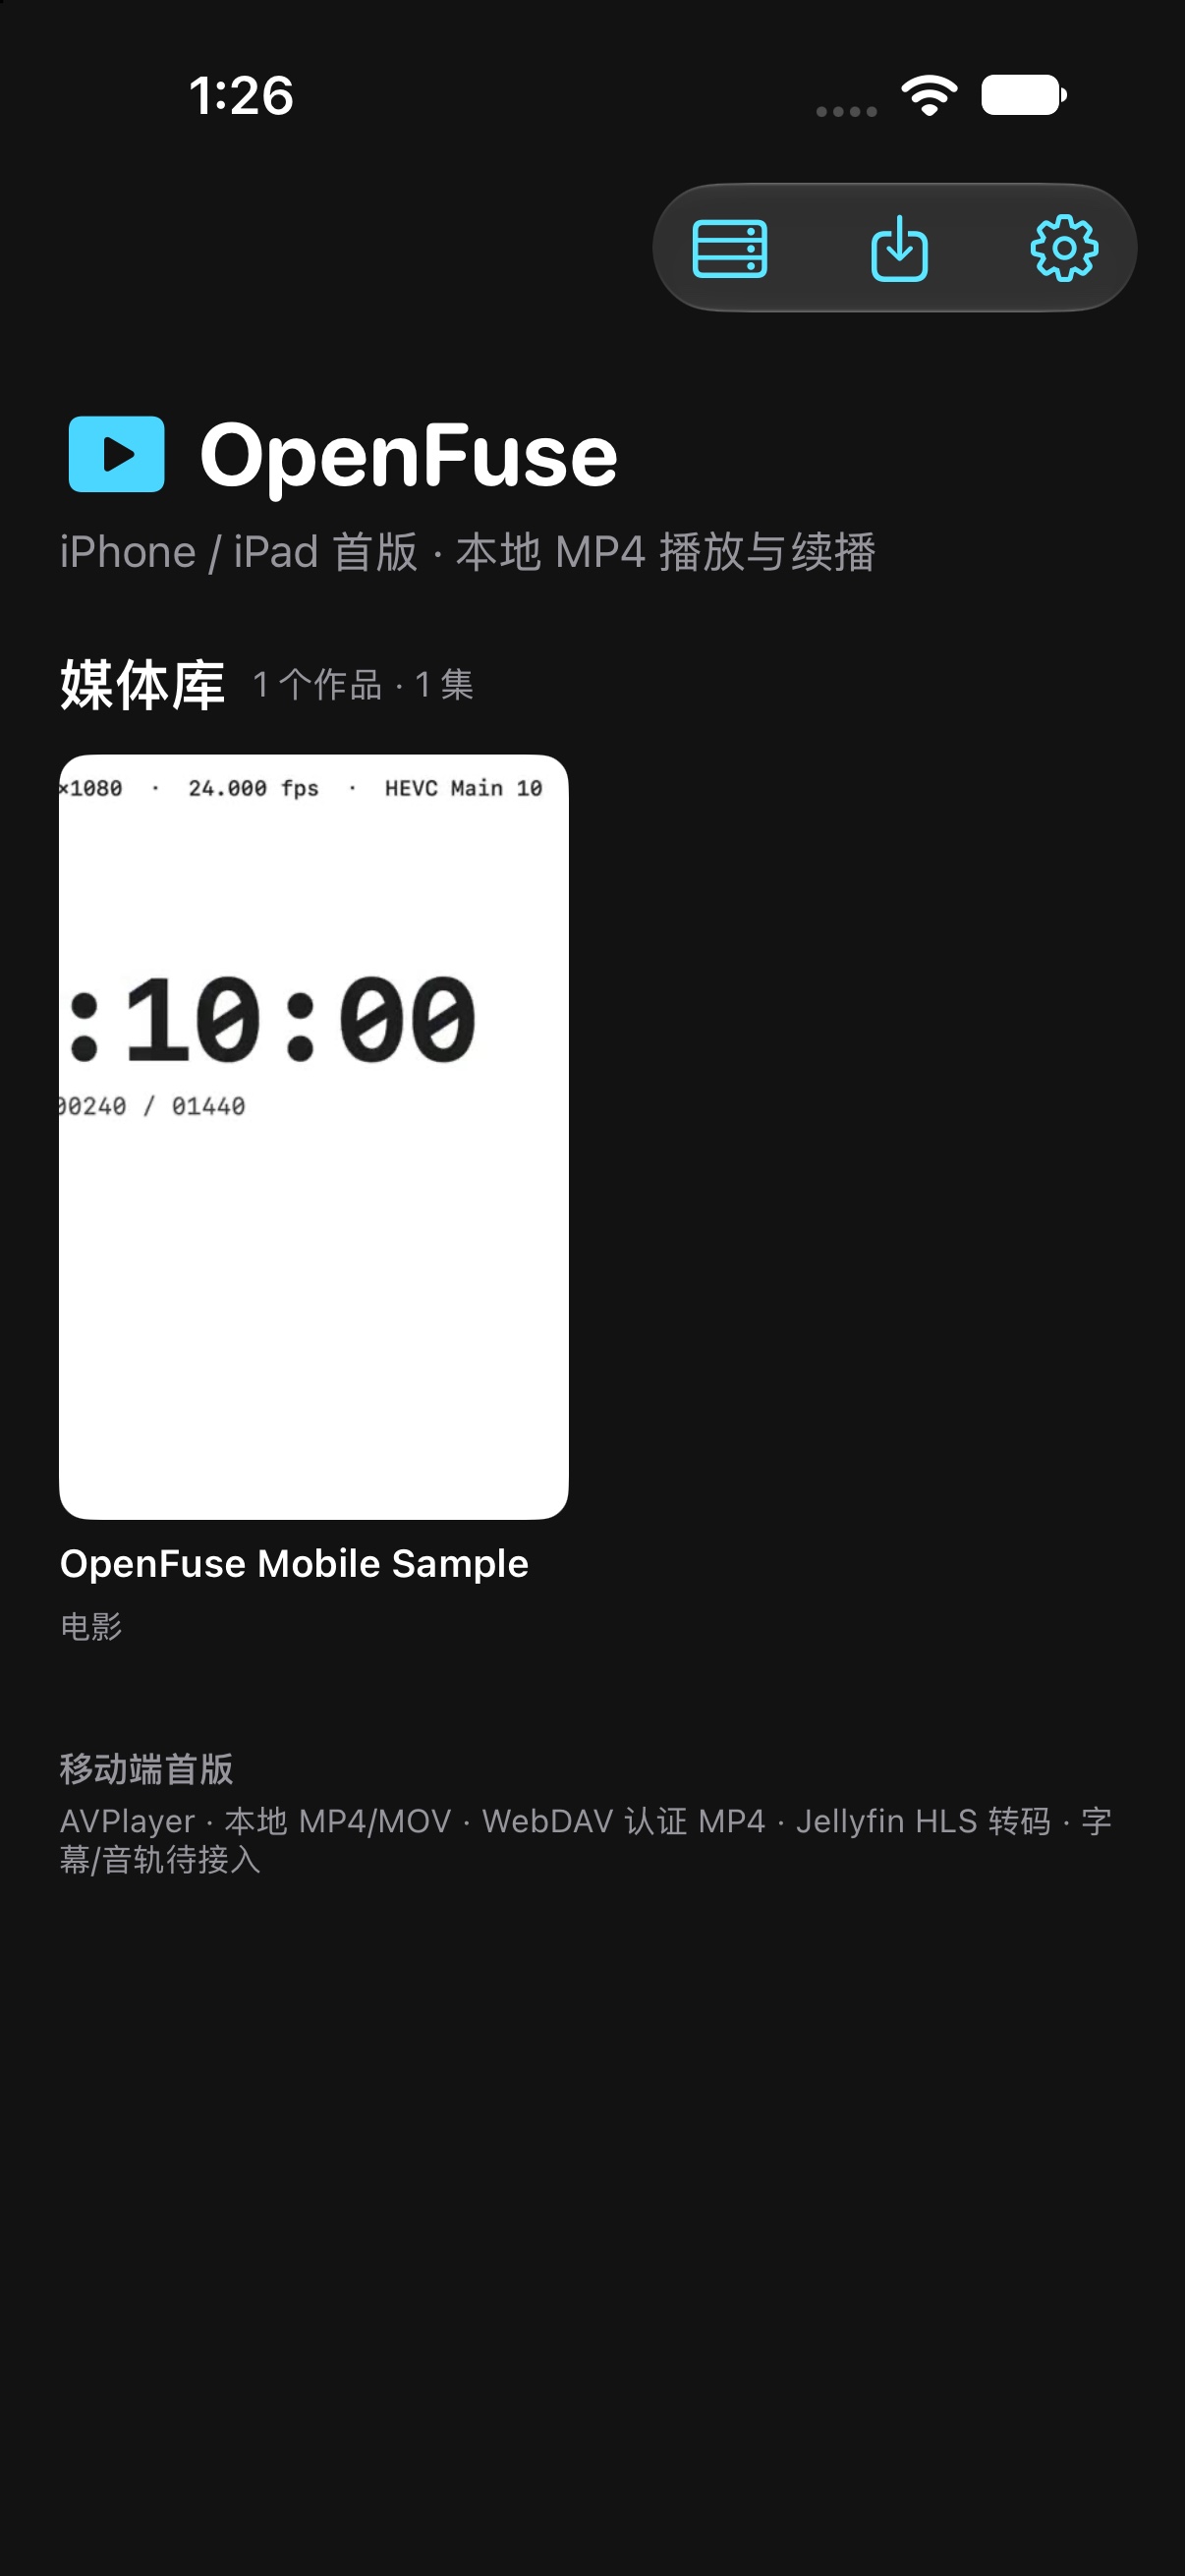 1:26
OpenFuse
iPhone / iPad 首版 · 本地 MP4 播放与续播
媒体库 1 个作品 · 1 集
×1080 · 24.000 fps · HEVC Main 10
:10:00
00240 / 01440
OpenFuse Mobile Sample
电影
移动端首版
AVPlayer · 本地 MP4/MOV · WebDAV 认证 MP4 · Jellyfin HLS 转码 · 字
幕/音轨待接入